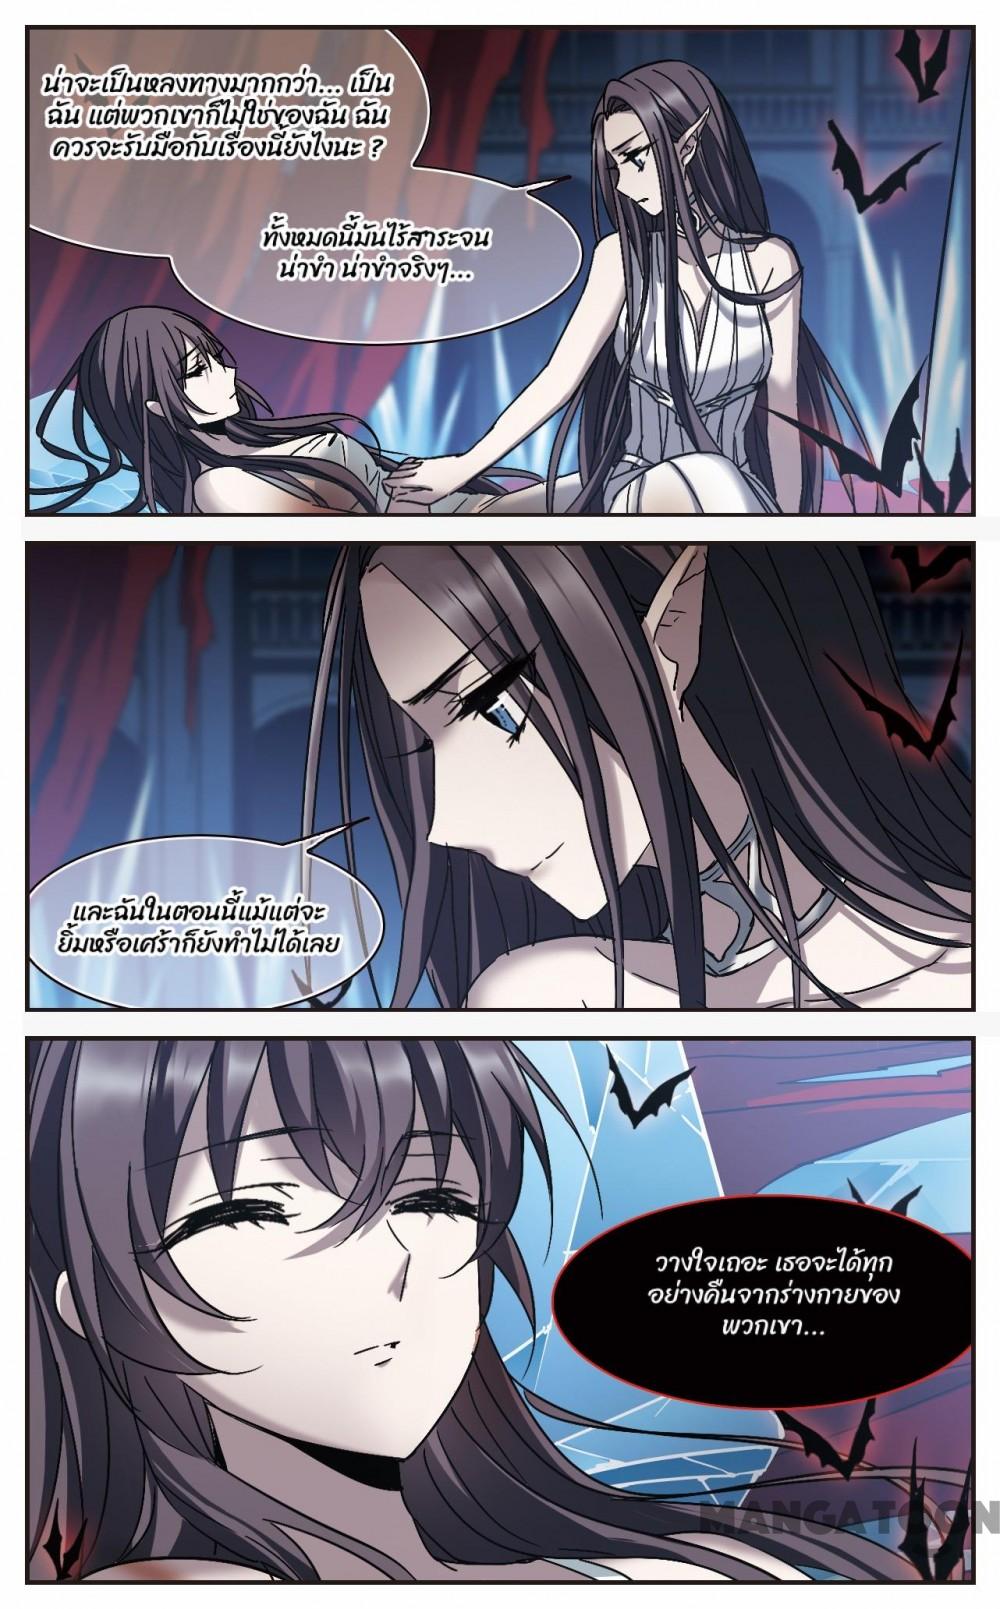 น่าจะเป็นหลงทางมากกว่า... เป็น
ฉัน แต่พวกเขาก็ไม่ใช่ของฉัน ฉัน
ควรจะรับมือกับเรื่องนี้ยังไงนะ ?
ทั้งหมดนี้มันไร้สาระจน
น่าขำ น่าขำจริงๆ...
และฉันในตอนนี้แม้แต่จะ
ยิ้มหรือเศร้าก็ยังทำไม่ได้เลย
วางใจเถอะ เธอจะได้ทุก
อย่างคืนจากร่างกายของ
พวกเขา...
MANGATOON